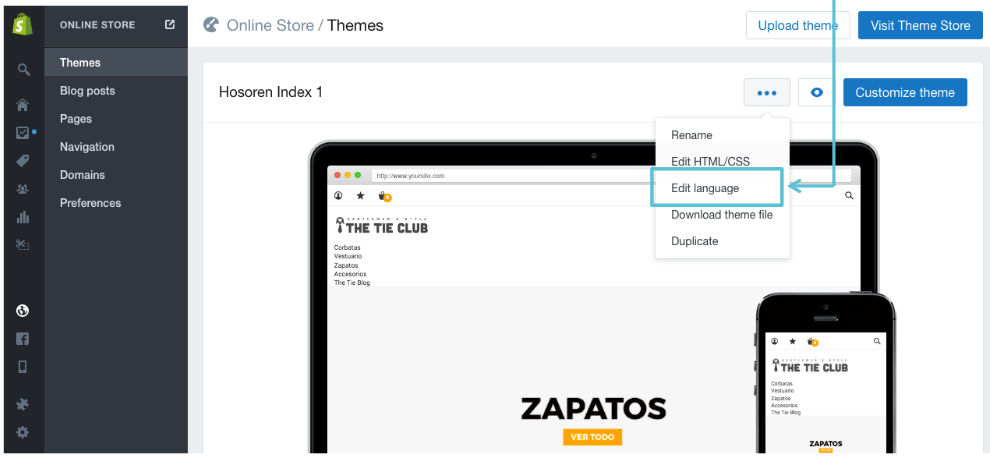 ONLINE STORE
Online Store / Themes
Upload theme
Visit Theme Store
Themes
Blog posts
Pages
Navigation
Domains
Preferences
Hosoren Index 1
Customize theme
Rename
Edit HTML/CSS
Edit language
Download theme file
Duplicate
http://www.yoursite.com
GENTLEMEN'S STYLE
THE TIE CLUB
Corbatas
Vestuario
Zapatos
Accesorios
The Tie Blog
ZAPATOS
VER TODO
THE TIE CLUB
Corbatas
Vestuario
Zapatos
Accesorios
The Tie Blog
ZAPATOS